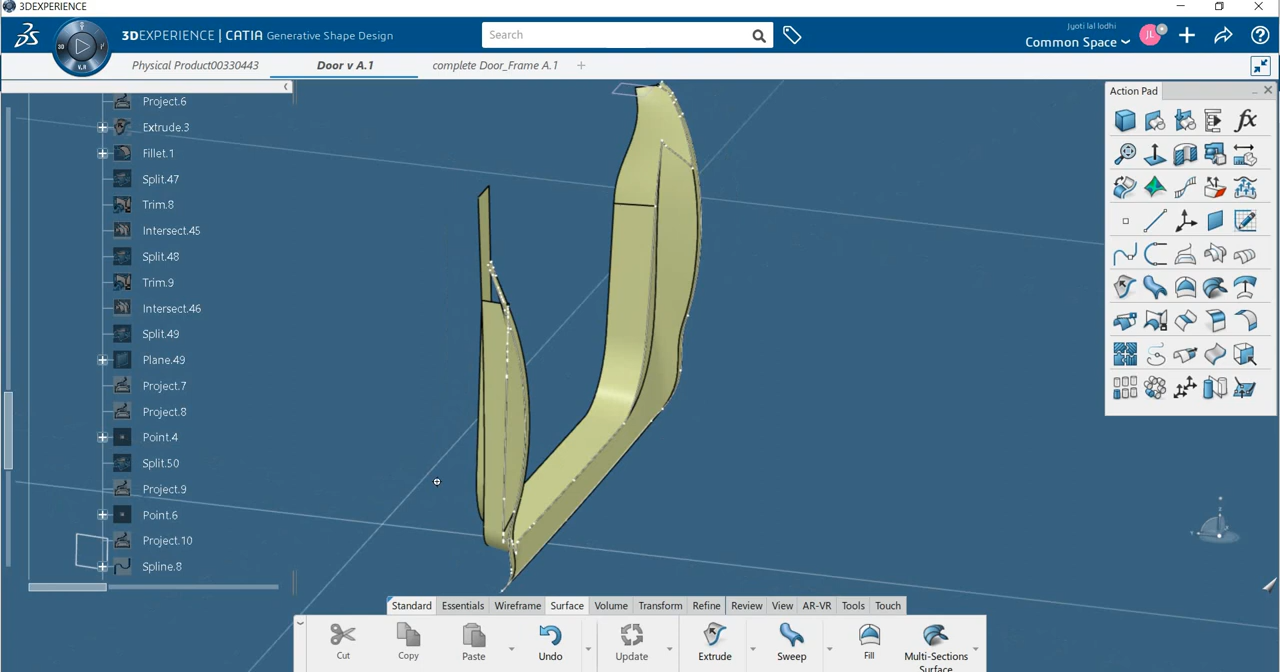 3DEXPERIENCE
3DEXPERIENCE | CATIA Generative Shape Design
Search
Jyoti lal lodhi
Common Space
JL
3D
V.R
Physical Product00330443
Door v A.1
complete Door_Frame A.1
Action Pad
fx
Project.6
Extrude.3
Fillet.1
Split.47
Trim.8
Intersect.45
Split.48
Trim.9
Intersect.46
Split.49
Plane.49
Project.7
Project.8
Point.4
Split.50
Project.9
Point.6
Project.10
Spline.8
Standard Essentials Wireframe Surface Volume Transform Refine Review View AR-VR Tools Touch
Cut Copy Paste Undo Update Extrude Sweep Fill Multi-Sections
Surface